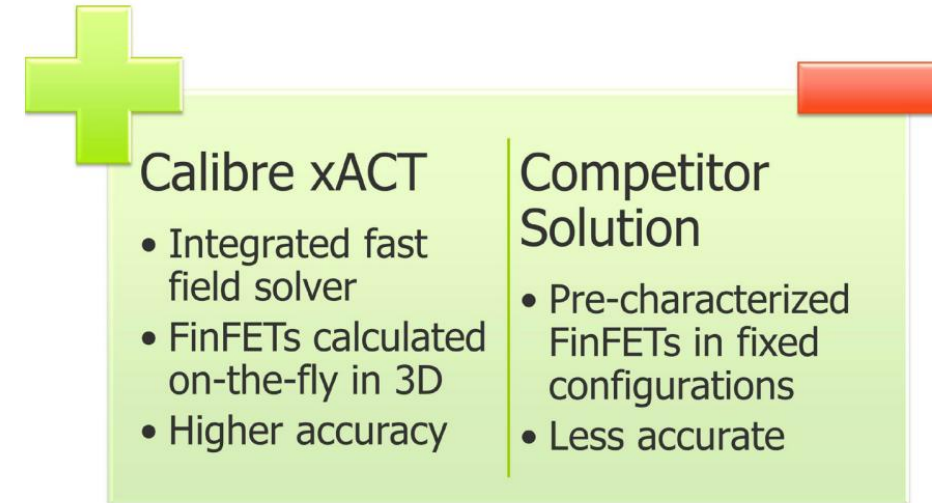 Calibre xACT
• Integrated fast
field solver
• FinFETs calculated
on-the-fly in 3D
• Higher accuracy
Competitor
Solution
• Pre-characterized
FinFETs in fixed
configurations
• Less accurate